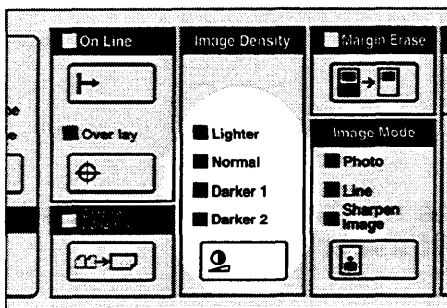 On Line
Over lay
Image Density
Lighter
Normal
Darker 1
Darker 2
Margin Erase
Image Mode
Photo
Line
Sharpen
Image